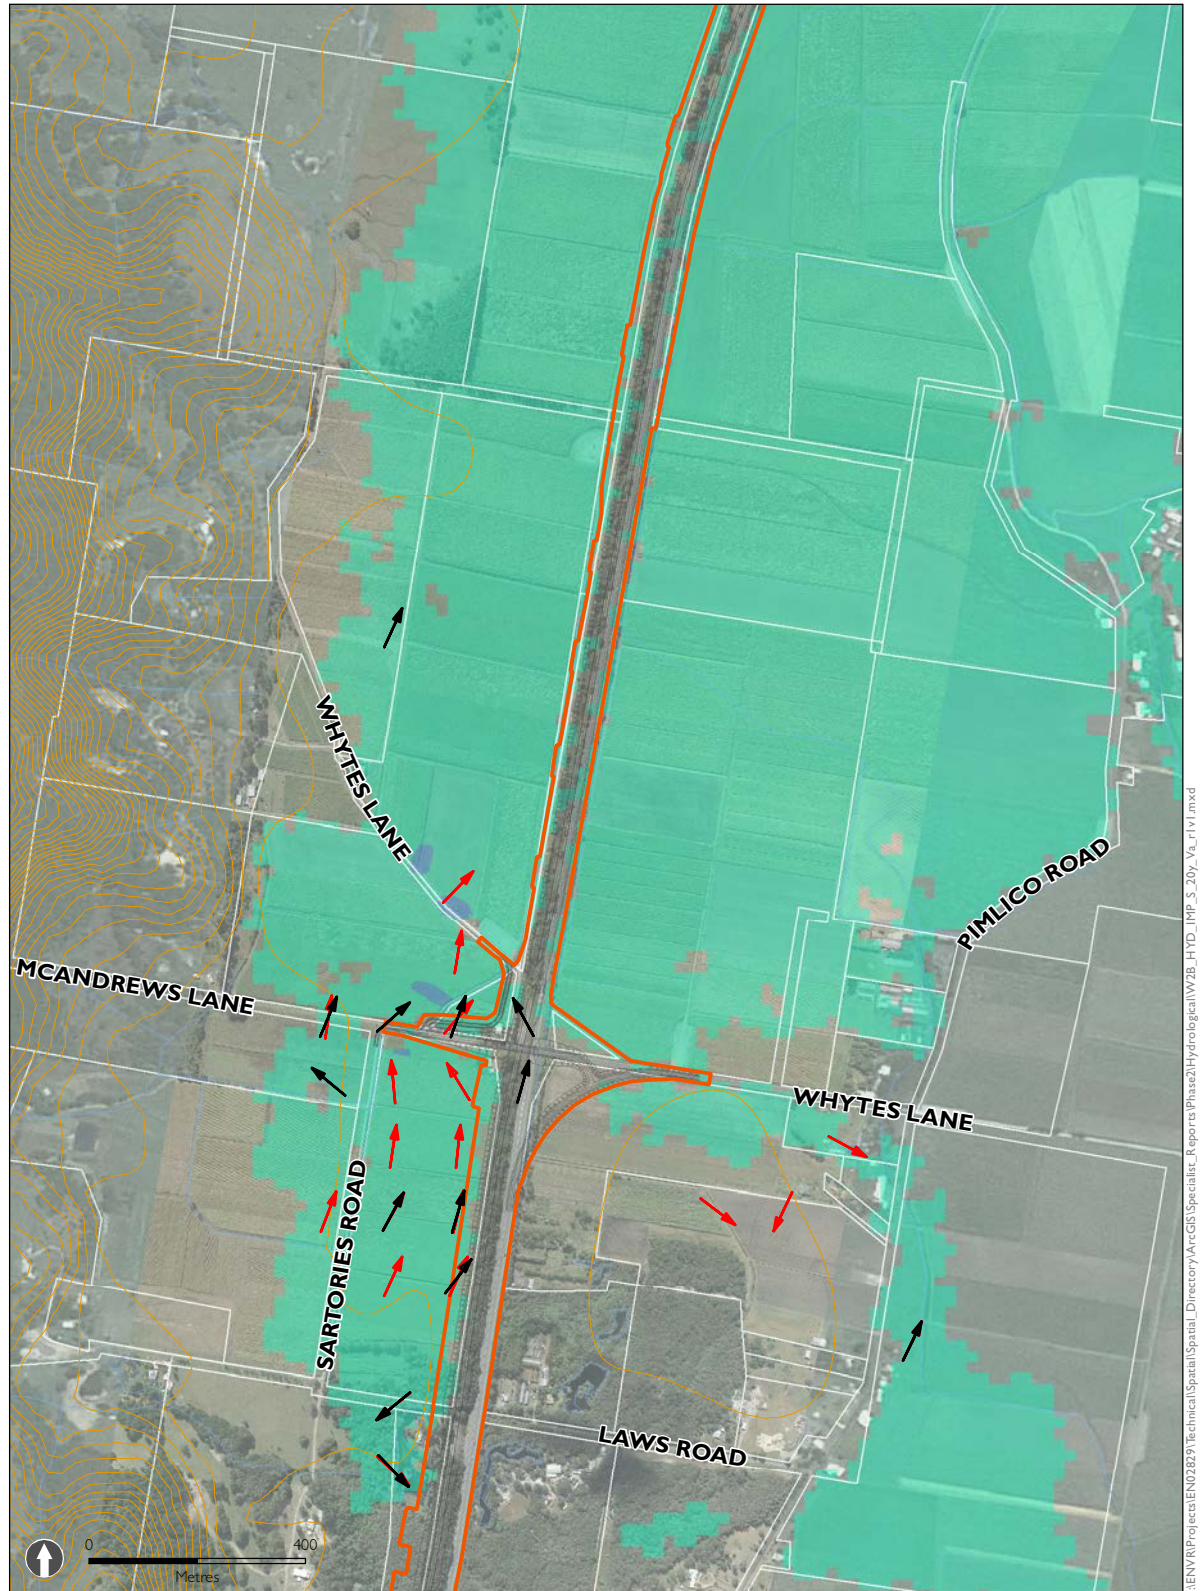 WHYTES LANE
PIMLICO ROAD
MCANDREWS LANE
WHYTES LANE
SARTORIES ROAD
LAWS ROAD
0 400
Metres
ENVR\Projects\EN02829\Technical\Spatial\Spatial_Directory\ArcGIS\Specialist_Reports\Phase2\Hydrological\W2B_HYD_IMP_S_20y_Va_r1v1.mxd